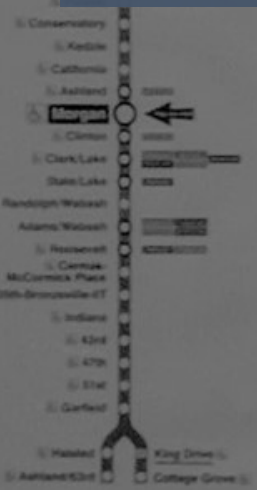 Conservatory
Kedzie
California
Ashland
Morgan
Clinton
Clark/Lake
State/Lake
Randolph/Wabash
Adams/Wabash
Roosevelt
Cermak-
McCormick Place
35th-Bronzeville-IIT
Indiana
43rd
47th
51st
Garfield
Halsted
King Drive
Ashland/63rd
Cottage Grove